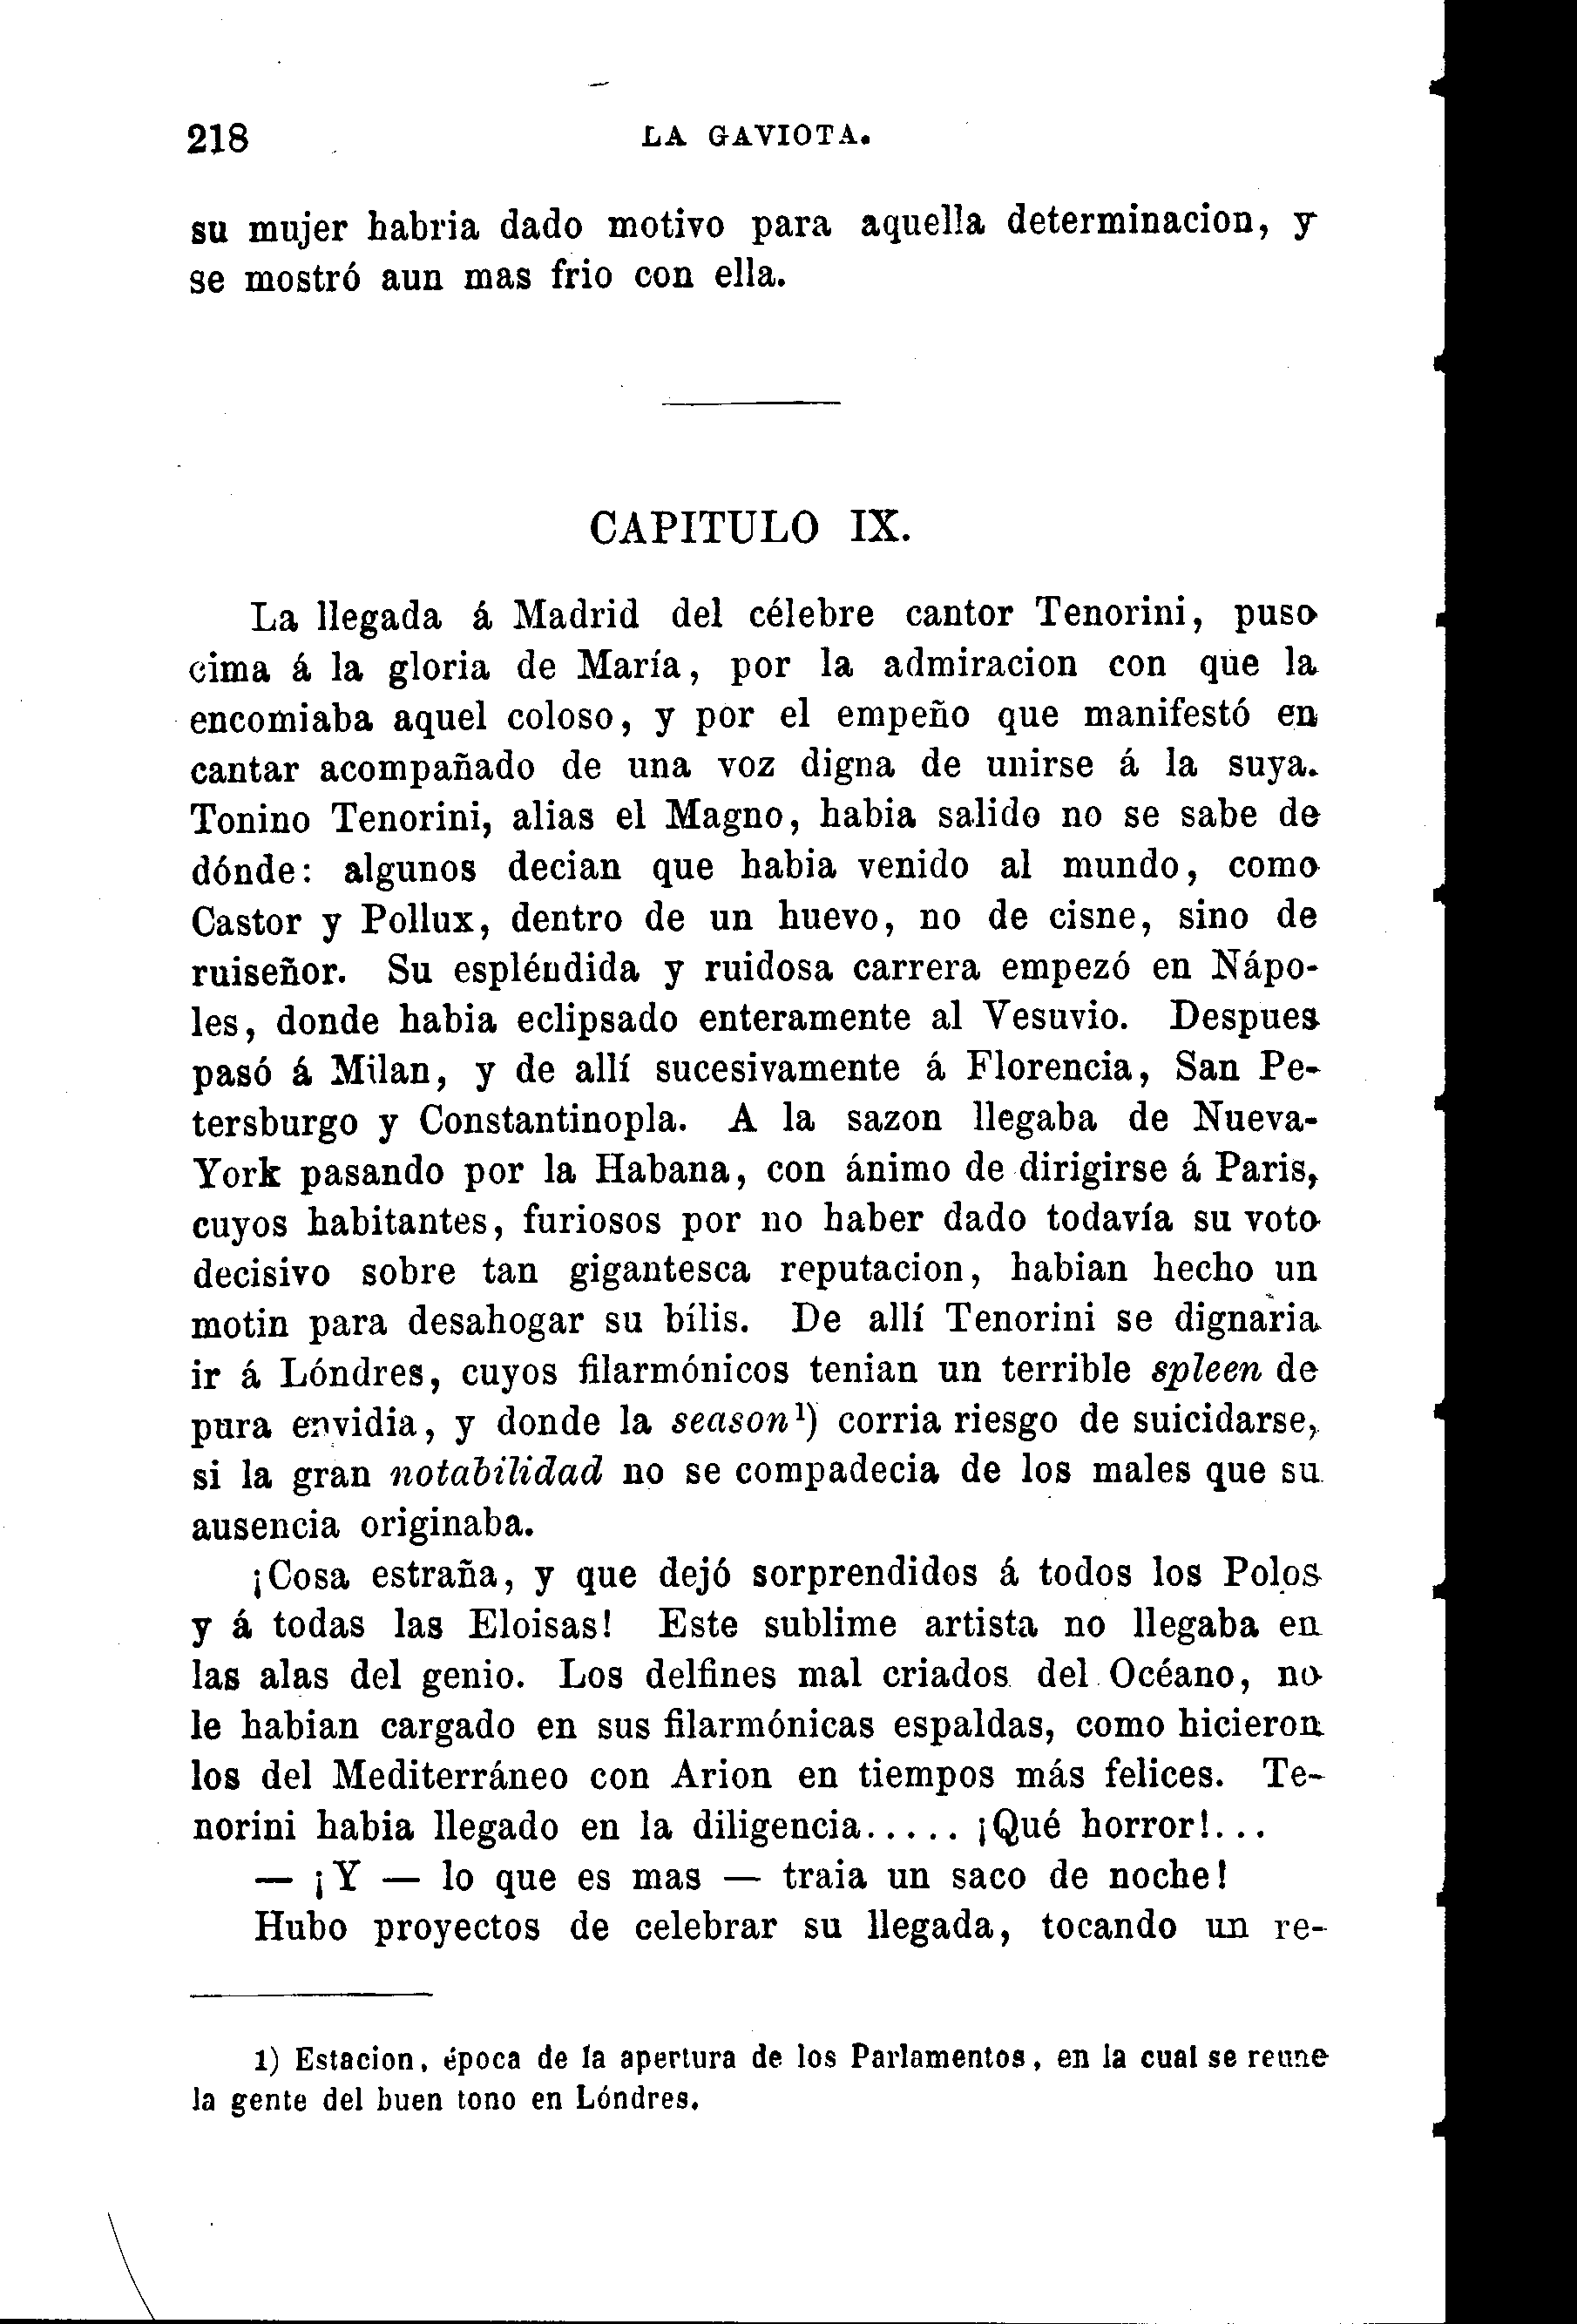 218
LA GAVIOTA.
su mujer habria dado motivo para aquella determinacion, y
se mostró aun mas frio con ella.
CAPITULO IX.
La llegada á Madrid del célebre cantor Tenorini, puso
cima á la gloria de María, por la admiracion con que la
encomiaba aquel coloso, y por el empeño que manifestó en
cantar acompañado de una voz digna de unirse á la suya.
Tonino Tenorini, alias el Magno, habia salido no se sabe de
dónde: algunos decian que habia venido al mundo, como
Castor y Pollux, dentro de un huevo, no de cisne, sino de
ruiseñor. Su espléndida y ruidosa carrera empezó en Nápo-
les, donde habia eclipsado enteramente al Vesuvio. Despues
pasó á Milan, y de allí sucesivamente á Florencia, San Pe-
tersburgo y Constantinopla. A la sazon llegaba de Nueva-
York pasando por la Habana, con ánimo de dirigirse á Paris,
cuyos habitantes, furiosos por no haber dado todavía su voto
decisivo sobre tan gigantesca reputacion, habian hecho un
motin para desahogar su bílis. De allí Tenorini se dignaria
ir á Lóndres, cuyos filarmónicos tenian un terrible spleen de
pura envidia, y donde la season¹) corria riesgo de suicidarse,
si la gran notabilidad no se compadecia de los males que su
ausencia originaba.
¡Cosa estraña, y que dejó sorprendidos á todos los Polos
y á todas las Eloisas! Este sublime artista no llegaba en
las alas del genio. Los delfines mal criados del Océano, no
le habian cargado en sus filarmónicas espaldas, como hicieron
los del Mediterráneo con Arion en tiempos más felices. Te-
norini habia llegado en la diligencia..... ¡Qué horror!...
— ¡Y — lo que es mas — traia un saco de noche!
Hubo proyectos de celebrar su llegada, tocando un re-
1) Estacion, época de la apertura de los Parlamentos, en la cual se reune
la gente del buen tono en Lóndres.